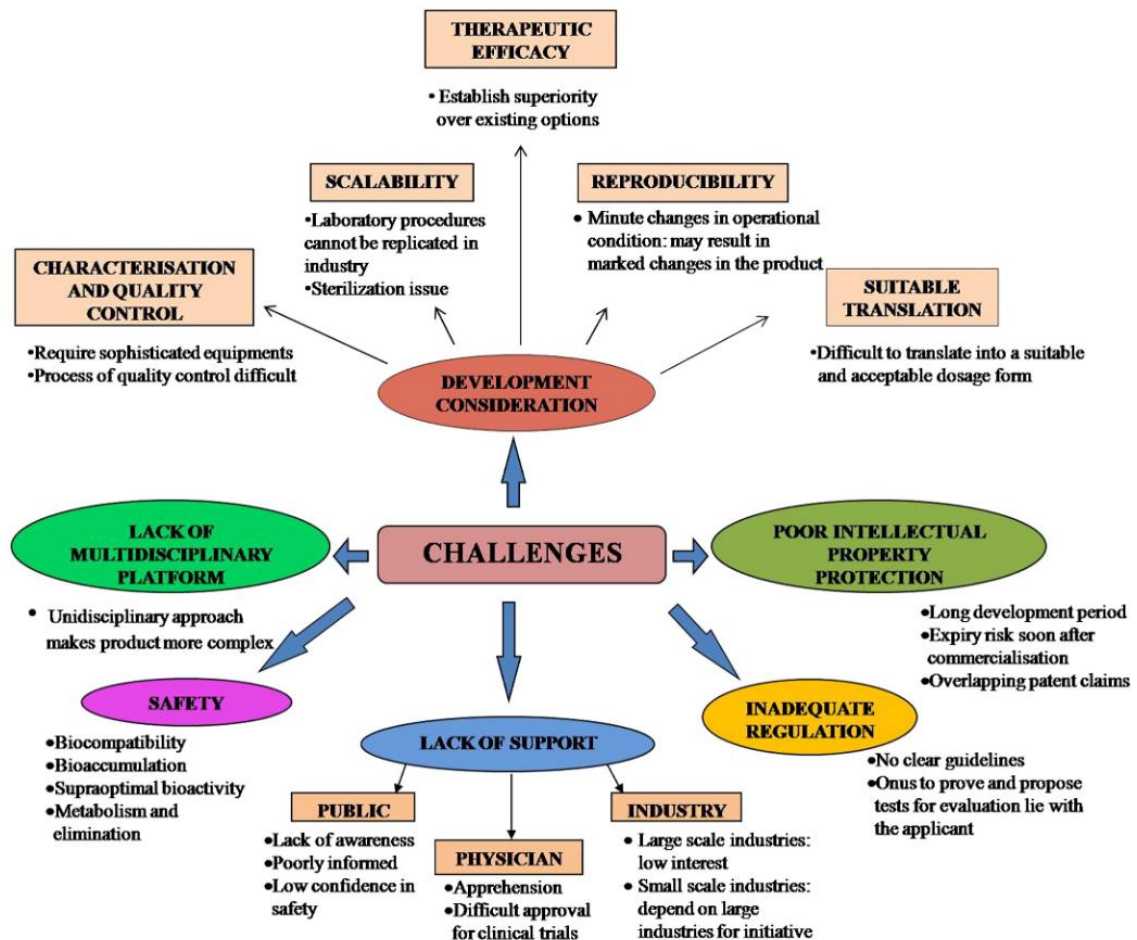 THERAPEUTIC
EFFICACY
• Establish superiority
over existing options
SCALABILITY
•Laboratory procedures
cannot be replicated in
industry
•Sterilization issue
REPRODUCIBILITY
• Minute changes in operational
condition: may result in
marked changes in the product
CHARACTERISATION
AND QUALITY
CONTROL
•Require sophisticated equipments
•Process of quality control difficult
SUITABLE
TRANSLATION
•Difficult to translate into a suitable
and acceptable dosage form
DEVELOPMENT
CONSIDERATION
LACK OF
MULTIDISCIPLINARY
PLATFORM
• Unidisciplinary approach
makes product more complex
CHALLENGES
POOR INTELLECTUAL
PROPERTY
PROTECTION
•Long development period
•Expiry risk soon after
commercialisation
•Overlapping patent claims
SAFETY
•Biocompatibility
•Bioaccumulation
•Supraoptimal bioactivity
•Metabolism and
elimination
LACK OF SUPPORT
INADEQUATE
REGULATION
•No clear guidelines
•Onus to prove and propose
tests for evaluation lie with
the applicant
PUBLIC
•Lack of awareness
•Poorly informed
•Low confidence in
safety
PHYSICIAN
•Apprehension
•Difficult approval
for clinical trials
INDUSTRY
• Large scale industries:
low interest
• Small scale industries:
depend on large
industries for initiative